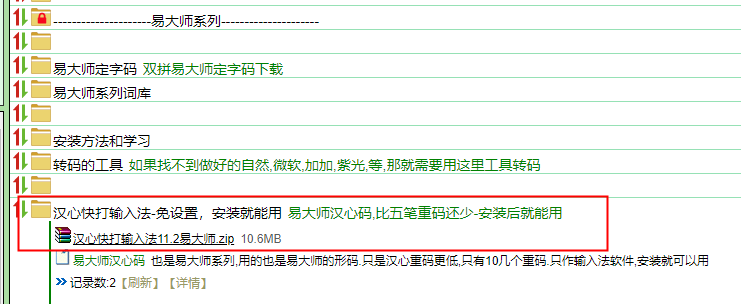 ---------------------易大师系列---------------------
易大师定字码 双拼易大师定字码下载
易大师系列词库
安装方法和学习
转码的工具 如果找不到做好的自然,微软,加加,紫光,等,那就需要用这里工具转码
汉心快打输入法-免设置，安装就能用 易大师汉心码,比五笔重码还少-安装后就能用
汉心快打输入法11.2易大师.zip 10.6MB
易大师汉心码 也是易大师系列,用的也是易大师的形码.只是汉心重码更低,只有10几个重码.只作输入法软件,安装就可以用
记录数:2【刷新】【详情】